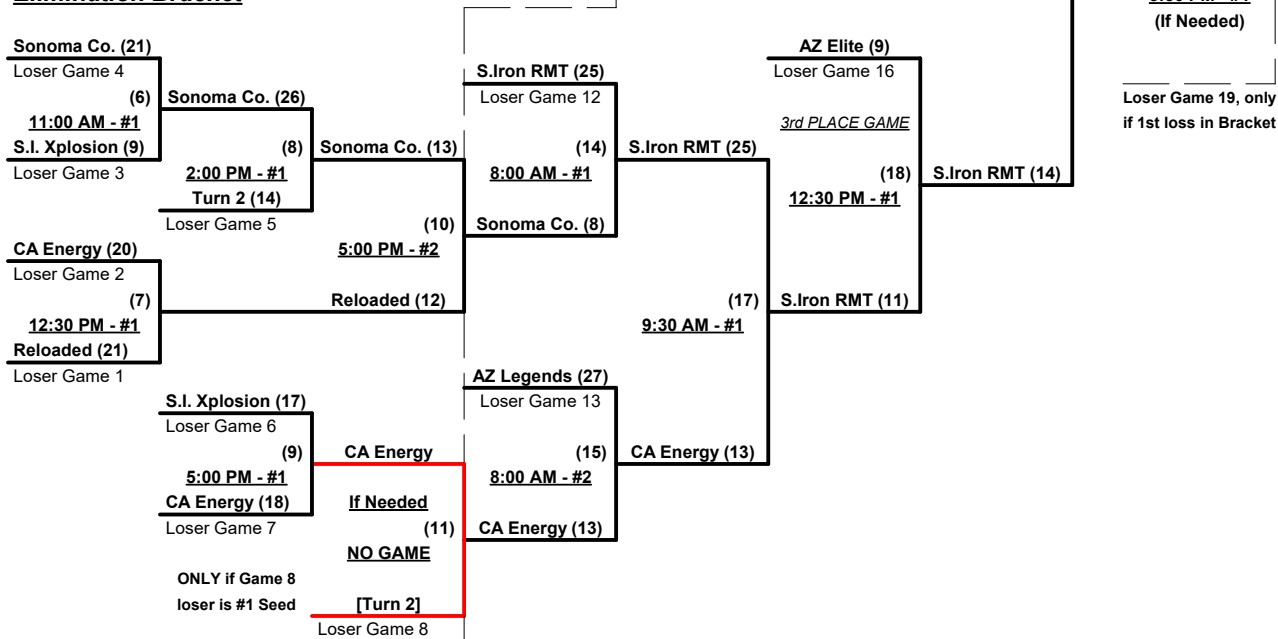 Sonoma Co. (21)
Loser Game 4
(6)
11:00 AM - #1
S.I. Xplosion (9)
Loser Game 3
Sonoma Co. (26)
(8)
2:00 PM - #1
Turn 2 (14)
Loser Game 5
CA Energy (20)
Loser Game 2
(7)
12:30 PM - #1
Reloaded (21)
Loser Game 1
Sonoma Co. (13)
(10)
5:00 PM - #2
Reloaded (12)
S.I. Xplosion (17)
Loser Game 6
(9)
5:00 PM - #1
CA Energy (18)
Loser Game 7
CA Energy
If Needed
(11)
NO GAME
ONLY if Game 8
loser is #1 Seed
[Turn 2]
Loser Game 8
S.Iron RMT (25)
Loser Game 12
(14)
8:00 AM - #1
Sonoma Co. (8)
AZ Legends (27)
Loser Game 13
(15)
8:00 AM - #2
CA Energy (13)
S.Iron RMT (25)
(17)
9:30 AM - #1
CA Energy (13)
AZ Elite (9)
Loser Game 16
3rd PLACE GAME
(18)
12:30 PM - #1
S.Iron RMT (11)
S.Iron RMT (14)
(If Needed)
Loser Game 19, only
if 1st loss in Bracket